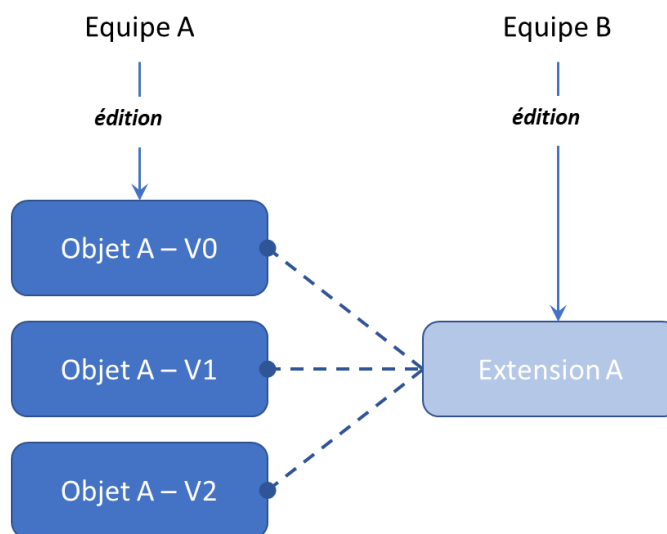 Equipe A
Equipe B
édition
édition
Objet A – V0
Objet A – V1
Extension A
Objet A – V2